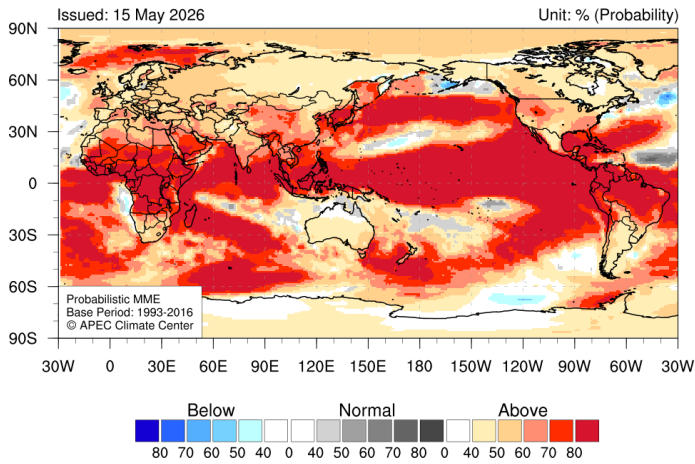 Issued: 15 May 2026 Unit: % (Probability)
90N
60N
30N
0
30S
60S
90S
Probabilistic MME
Base Period: 1993-2016
© APEC Climate Center
30W 0 30E 60E 90E 120E 150E 180 150W 120W 90W 60W 30W
Below Normal Above
80 70 60 50 40 0 40 50 60 70 80 0 40 50 60 70 80